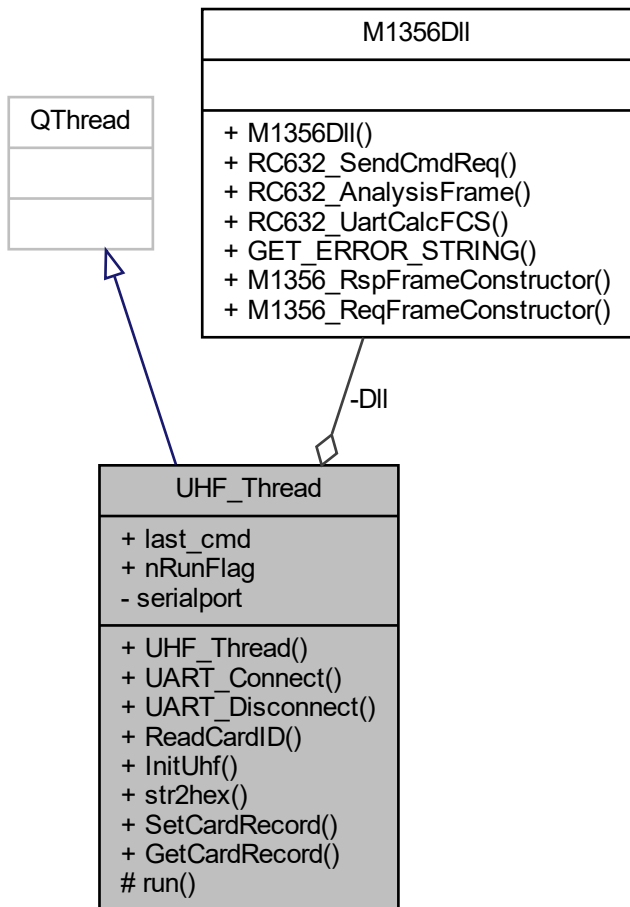 M1356Dll
+ M1356Dll()
+ RC632_SendCmdReq()
+ RC632_AnalysisFrame()
+ RC632_UartCalcFCS()
+ GET_ERROR_STRING()
+ M1356_RspFrameConstructor()
+ M1356_ReqFrameConstructor()
QThread
-Dll
UHF_Thread
+ last_cmd
+ nRunFlag
- serialport
+ UHF_Thread()
+ UART_Connect()
+ UART_Disconnect()
+ ReadCardID()
+ InitUhf()
+ str2hex()
+ SetCardRecord()
+ GetCardRecord()
# run()